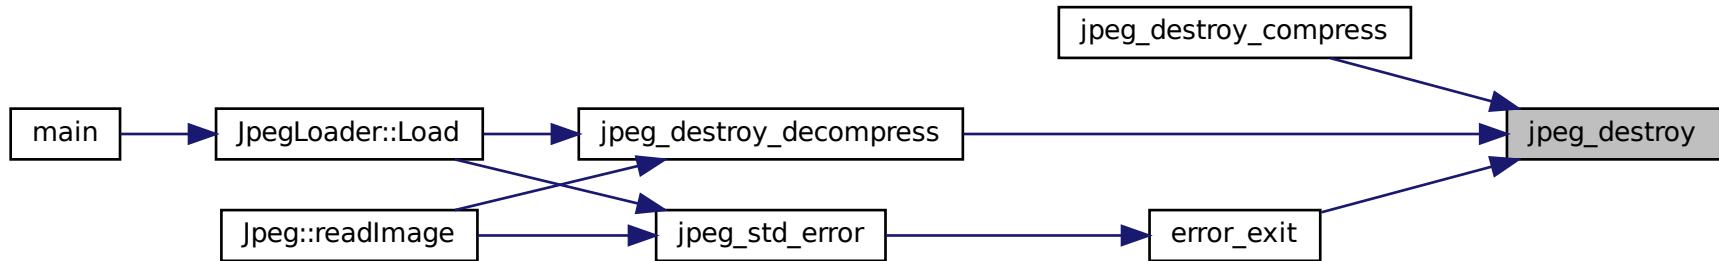 jpeg_destroy_compress
main
JpegLoader::Load
jpeg_destroy_decompress
jpeg_destroy
Jpeg::readImage
jpeg_std_error
error_exit